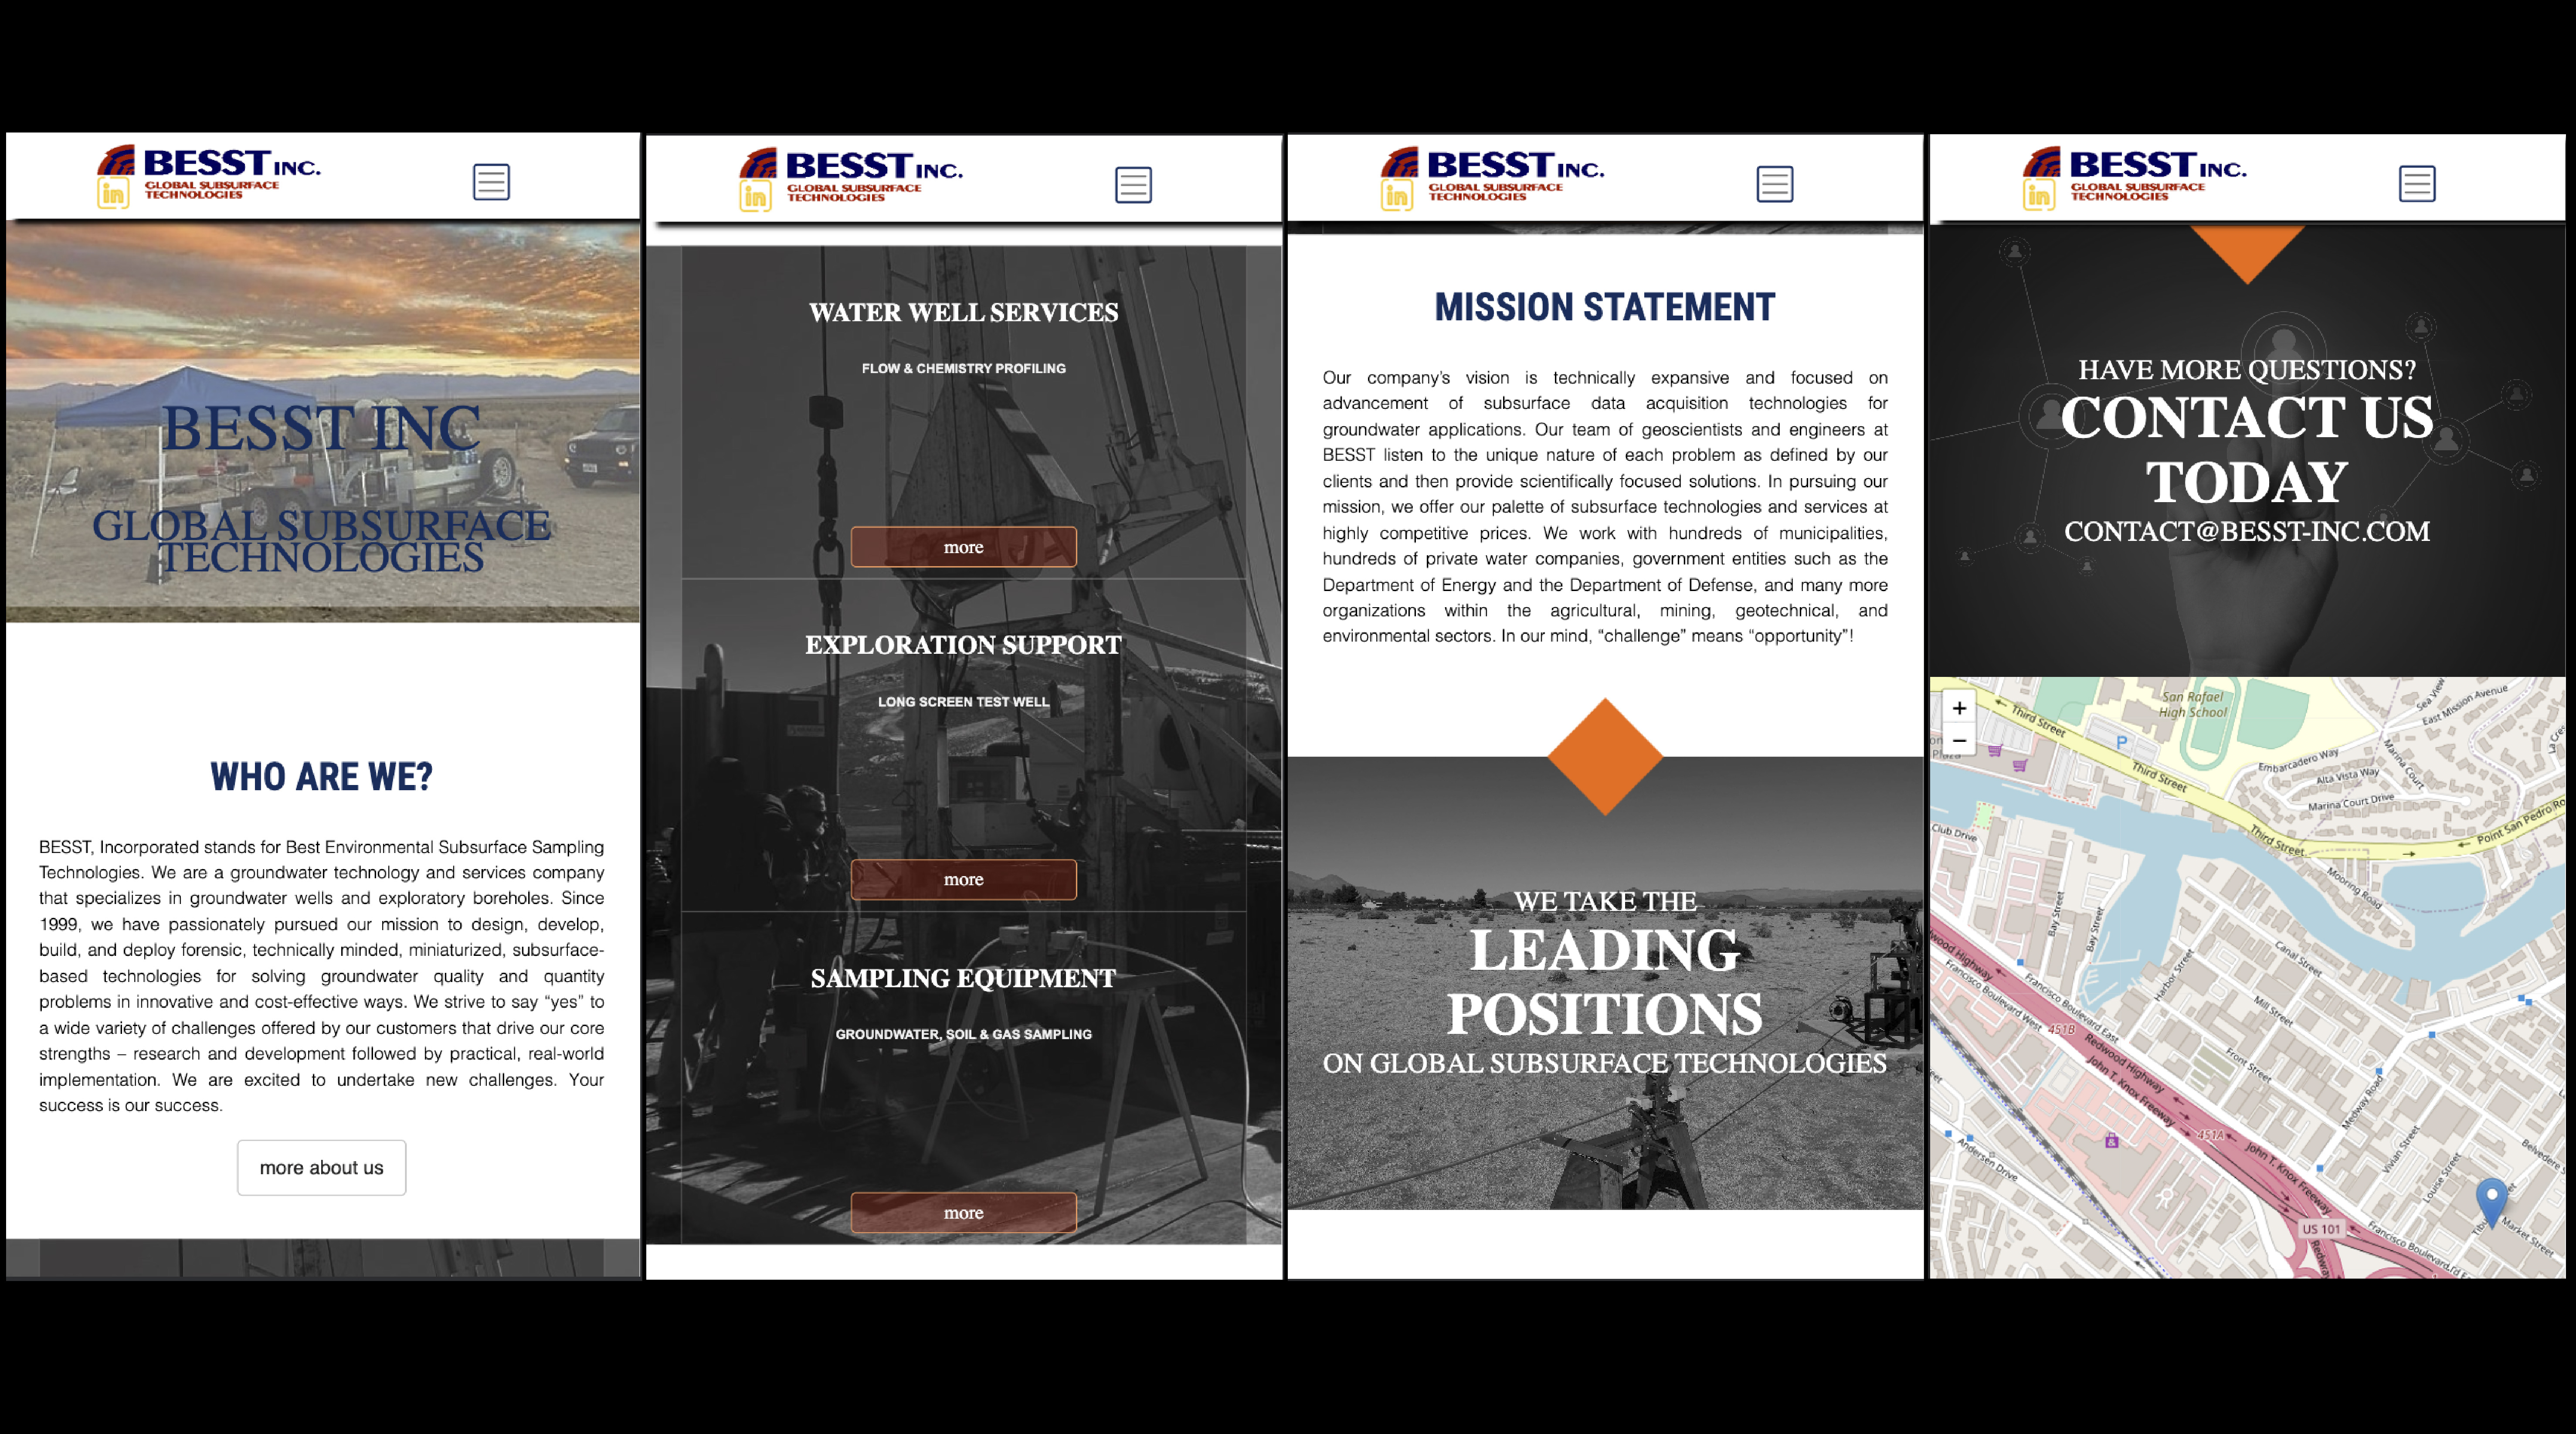 BESST INC.
GLOBAL SUBSURFACE
TECHNOLOGIES
in
BESST INC
GLOBAL SUBSURFACE
TECHNOLOGIES
WHO ARE WE?
BESST, Incorporated stands for Best Environmental Subsurface Sampling
Technologies. We are a groundwater technology and services company
that specializes in groundwater wells and exploratory boreholes. Since
1999, we have passionately pursued our mission to design, develop,
build, and deploy forensic, technically minded, miniaturized, subsurface-
based technologies for solving groundwater quality and quantity
problems in innovative and cost-effective ways. We strive to say “yes” to
a wide variety of challenges offered by our customers that drive our core
strengths – research and development followed by practical, real-world
implementation. We are excited to undertake new challenges. Your
success is our success.
more about us
BESST INC.
GLOBAL SUBSURFACE
TECHNOLOGIES
in
WATER WELL SERVICES
FLOW & CHEMISTRY PROFILING
more
EXPLORATION SUPPORT
LONG SCREEN TEST WELL
more
SAMPLING EQUIPMENT
GROUNDWATER, SOIL & GAS SAMPLING
more
BESST INC.
GLOBAL SUBSURFACE
TECHNOLOGIES
in
MISSION STATEMENT
Our company’s vision is technically expansive and focused on
advancement of subsurface data acquisition technologies for
groundwater applications. Our team of geoscientists and engineers at
BESST listen to the unique nature of each problem as defined by our
clients and then provide scientifically focused solutions. In pursuing our
mission, we offer our palette of subsurface technologies and services at
highly competitive prices. We work with hundreds of municipalities,
hundreds of private water companies, government entities such as the
Department of Energy and the Department of Defense, and many more
organizations within the agricultural, mining, geotechnical, and
environmental sectors. In our mind, “challenge” means “opportunity”!
WE TAKE THE
LEADING
POSITIONS
ON GLOBAL SUBSURFACE TECHNOLOGIES
BESST INC.
GLOBAL SUBSURFACE
TECHNOLOGIES
in
HAVE MORE QUESTIONS?
CONTACT US
TODAY
CONTACT@BESST-INC.COM
+
−
San Rafael
High School
Third Street
P
Third Street
Third Street
Sea View
East Mission Avenue
Embarcadero Way
Alta Vista Way
Marina Court
Marina Court Drive
Point San Pedro Ro
Club Drive
Mooring Road
Bay Street
Bay Street
Canal Street
Harbor Street
Mill Street
Front Street
Medway Road
Redwood Highway
Francisco Boulevard West
Francisco Boulevard East
451B
Redwood Highway
John T. Knox Freeway
451A
John T. Knox Freeway
Vivian Street
Louise Street
Belvedere
Andersen Drive
US 101
Market Street
Francisco Boulevard